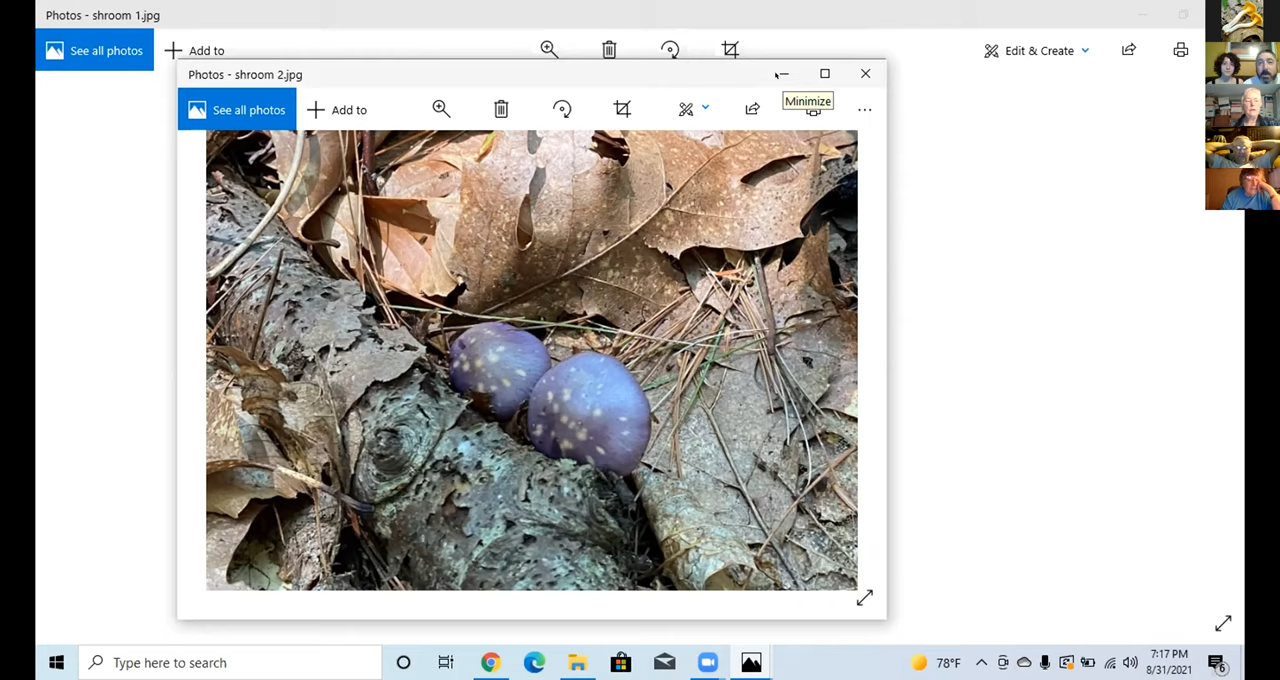 Photos - shroom 1.jpg
See all photos
Add to
Edit & Create
Photos - shroom 2.jpg
See all photos
Add to
Minimize
Type here to search
78°F
7:17 PM
8/31/2021
6